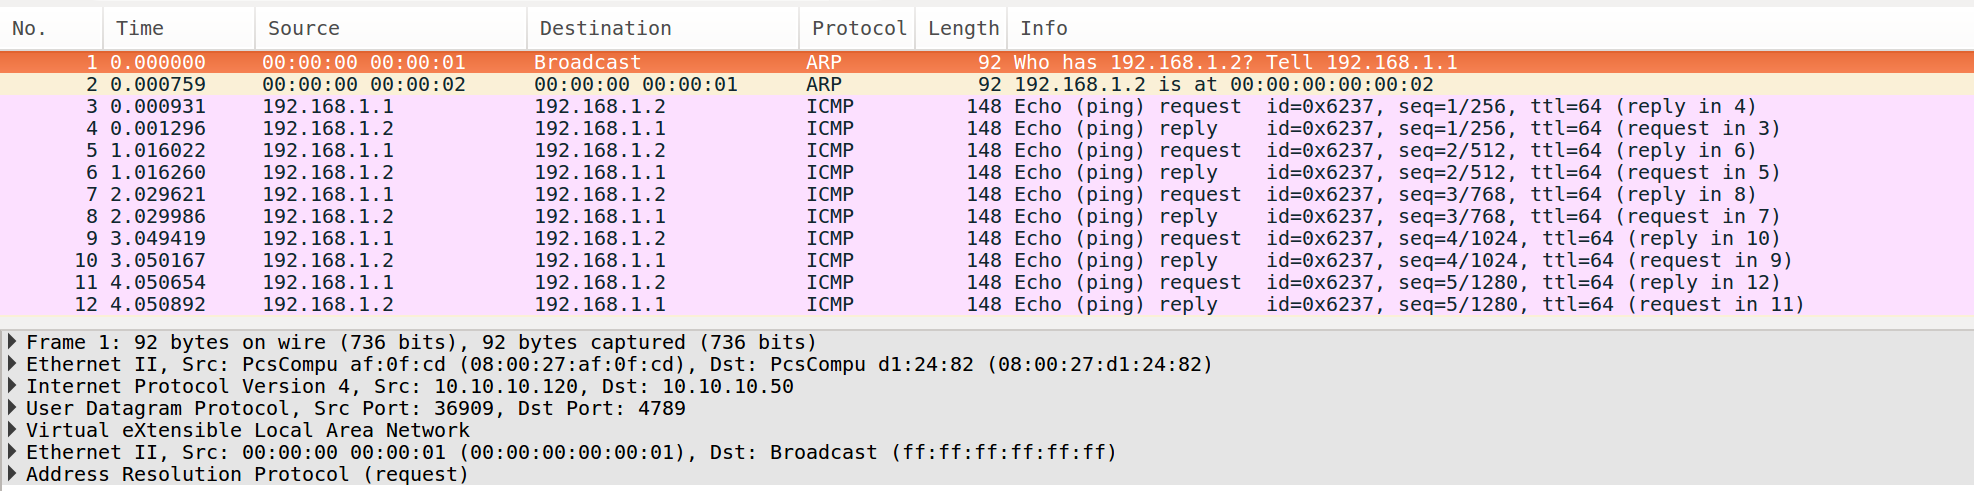 No. Time Source Destination Protocol Length Info
1 0.000000 00:00:00 00:00:01 Broadcast ARP 92 Who has 192.168.1.2? Tell 192.168.1.1
2 0.000759 00:00:00 00:00:02 00:00:00 00:00:01 ARP 92 192.168.1.2 is at 00:00:00:00:00:02
3 0.000931 192.168.1.1 192.168.1.2 ICMP 148 Echo (ping) request id=0x6237, seq=1/256, ttl=64 (reply in 4)
4 0.001296 192.168.1.2 192.168.1.1 ICMP 148 Echo (ping) reply id=0x6237, seq=1/256, ttl=64 (request in 3)
5 1.016022 192.168.1.1 192.168.1.2 ICMP 148 Echo (ping) request id=0x6237, seq=2/512, ttl=64 (reply in 6)
6 1.016260 192.168.1.2 192.168.1.1 ICMP 148 Echo (ping) reply id=0x6237, seq=2/512, ttl=64 (request in 5)
7 2.029621 192.168.1.1 192.168.1.2 ICMP 148 Echo (ping) request id=0x6237, seq=3/768, ttl=64 (reply in 8)
8 2.029986 192.168.1.2 192.168.1.1 ICMP 148 Echo (ping) reply id=0x6237, seq=3/768, ttl=64 (request in 7)
9 3.049419 192.168.1.1 192.168.1.2 ICMP 148 Echo (ping) request id=0x6237, seq=4/1024, ttl=64 (reply in 10)
10 3.050167 192.168.1.2 192.168.1.1 ICMP 148 Echo (ping) reply id=0x6237, seq=4/1024, ttl=64 (request in 9)
11 4.050654 192.168.1.1 192.168.1.2 ICMP 148 Echo (ping) request id=0x6237, seq=5/1280, ttl=64 (reply in 12)
12 4.050892 192.168.1.2 192.168.1.1 ICMP 148 Echo (ping) reply id=0x6237, seq=5/1280, ttl=64 (request in 11)
Frame 1: 92 bytes on wire (736 bits), 92 bytes captured (736 bits)
Ethernet II, Src: PcsCompu af:0f:cd (08:00:27:af:0f:cd), Dst: PcsCompu d1:24:82 (08:00:27:d1:24:82)
Internet Protocol Version 4, Src: 10.10.10.120, Dst: 10.10.10.50
User Datagram Protocol, Src Port: 36909, Dst Port: 4789
Virtual eXtensible Local Area Network
Ethernet II, Src: 00:00:00 00:00:01 (00:00:00:00:00:01), Dst: Broadcast (ff:ff:ff:ff:ff:ff)
Address Resolution Protocol (request)